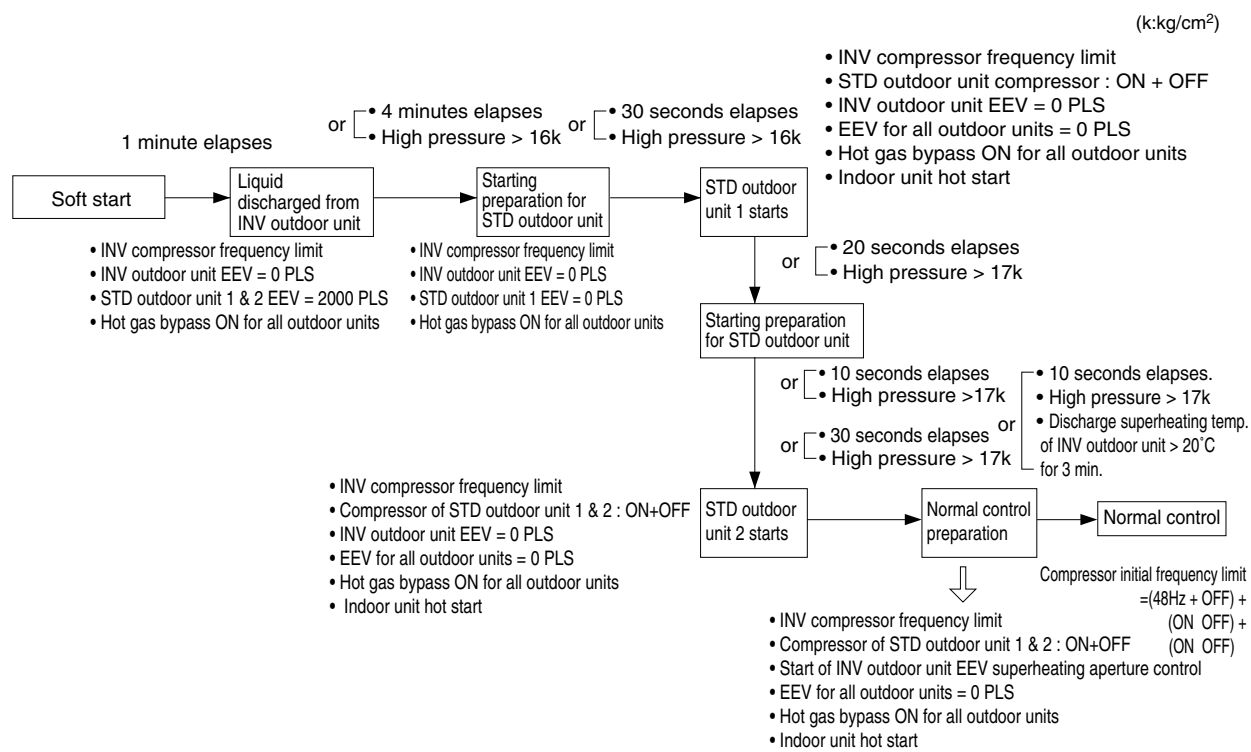 (k:kg/cm²)
• INV compressor frequency limit
• STD outdoor unit compressor : ON + OFF
• INV outdoor unit EEV = 0 PLS
• EEV for all outdoor units = 0 PLS
• Hot gas bypass ON for all outdoor units
• Indoor unit hot start
1 minute elapses
or
• 4 minutes elapses
• High pressure > 16k
or
• 30 seconds elapses
• High pressure > 16k
Soft start
Liquid
discharged from
INV outdoor unit
Starting
preparation for
STD outdoor unit
STD outdoor
unit 1 starts
• INV compressor frequency limit
• INV outdoor unit EEV = 0 PLS
• STD outdoor unit 1 & 2 EEV = 2000 PLS
• Hot gas bypass ON for all outdoor units
• INV compressor frequency limit
• INV outdoor unit EEV = 0 PLS
• STD outdoor unit 1 EEV = 0 PLS
• Hot gas bypass ON for all outdoor units
or
• 20 seconds elapses
• High pressure > 17k
Starting preparation
for STD outdoor unit
or
• 10 seconds elapses
• High pressure >17k
or
• 30 seconds elapses
• High pressure > 17k
or
• 10 seconds elapses.
• High pressure > 17k
• Discharge superheating temp.
of INV outdoor unit > 20˚C
for 3 min.
• INV compressor frequency limit
• Compressor of STD outdoor unit 1 & 2 : ON+OFF
• INV outdoor unit EEV = 0 PLS
• EEV for all outdoor units = 0 PLS
• Hot gas bypass ON for all outdoor units
• Indoor unit hot start
STD outdoor
unit 2 starts
Normal control
preparation
Normal control
Compressor initial frequency limit
=(48Hz + OFF) +
(ON OFF) +
(ON OFF)
• INV compressor frequency limit
• Compressor of STD outdoor unit 1 & 2 : ON+OFF
• Start of INV outdoor unit EEV superheating aperture control
• EEV for all outdoor units = 0 PLS
• Hot gas bypass ON for all outdoor units
• Indoor unit hot start